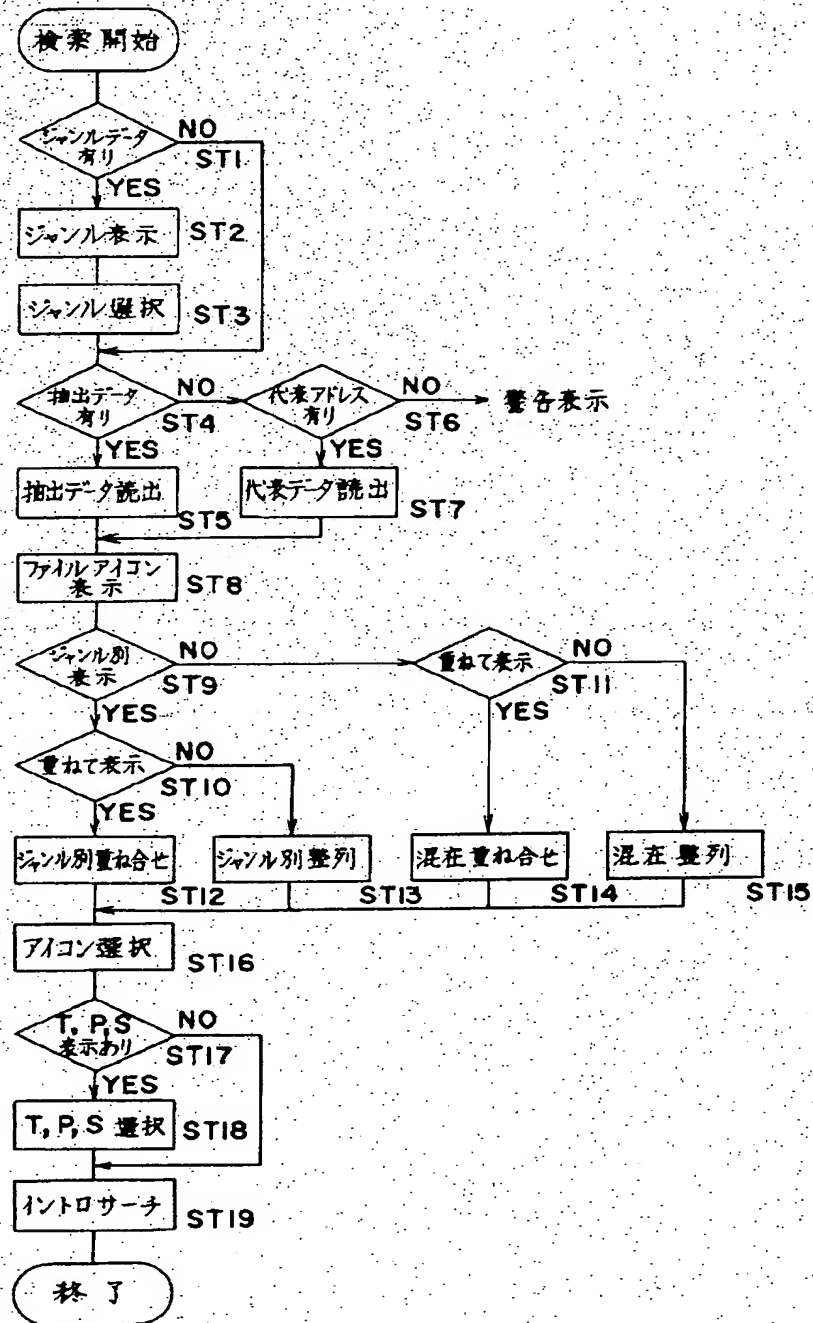 検索開始
ジャンルデータ
有り
NO
ST1
YES
ジャンル表示
ST2
ジャンル選択
ST3
抽出データ
有り
NO
ST4
代表アドレス
有り
NO
ST6
警告表示
YES
YES
抽出データ読出
ST5
代表データ読出
ST7
ファイルアイコン
表示
ST8
ジャンル別
表示
NO
ST9
重ねて表示
NO
ST11
YES
YES
重ねて表示
NO
ST10
YES
ジャンル別重ね合せ
ST12
ジャンル別整列
ST13
混在重ね合せ
ST14
混在整列
ST15
アイコン選択
ST16
T, P, S
表示あり
NO
ST17
YES
T, P, S 選択
ST18
イントロサーチ
ST19
終了